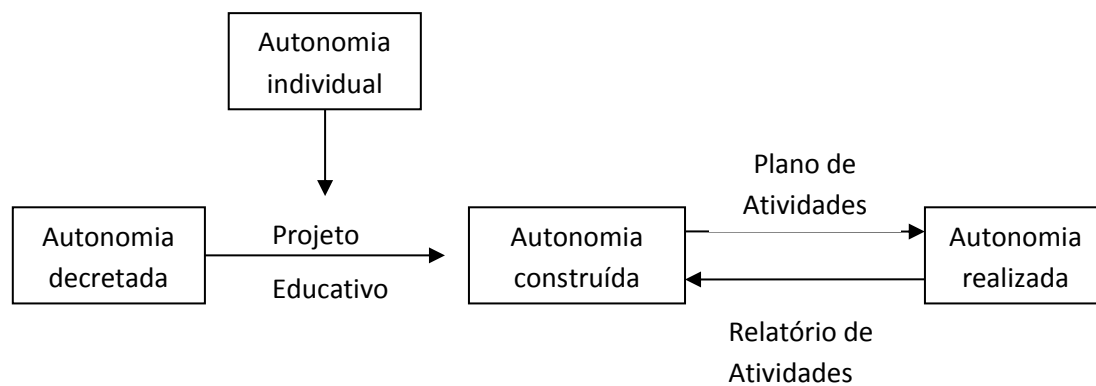 Autonomia
individual
Plano de
Atividades
Autonomia
decretada
Projeto
Educativo
Autonomia
construída
Autonomia
realizada
Relatório de
Atividades